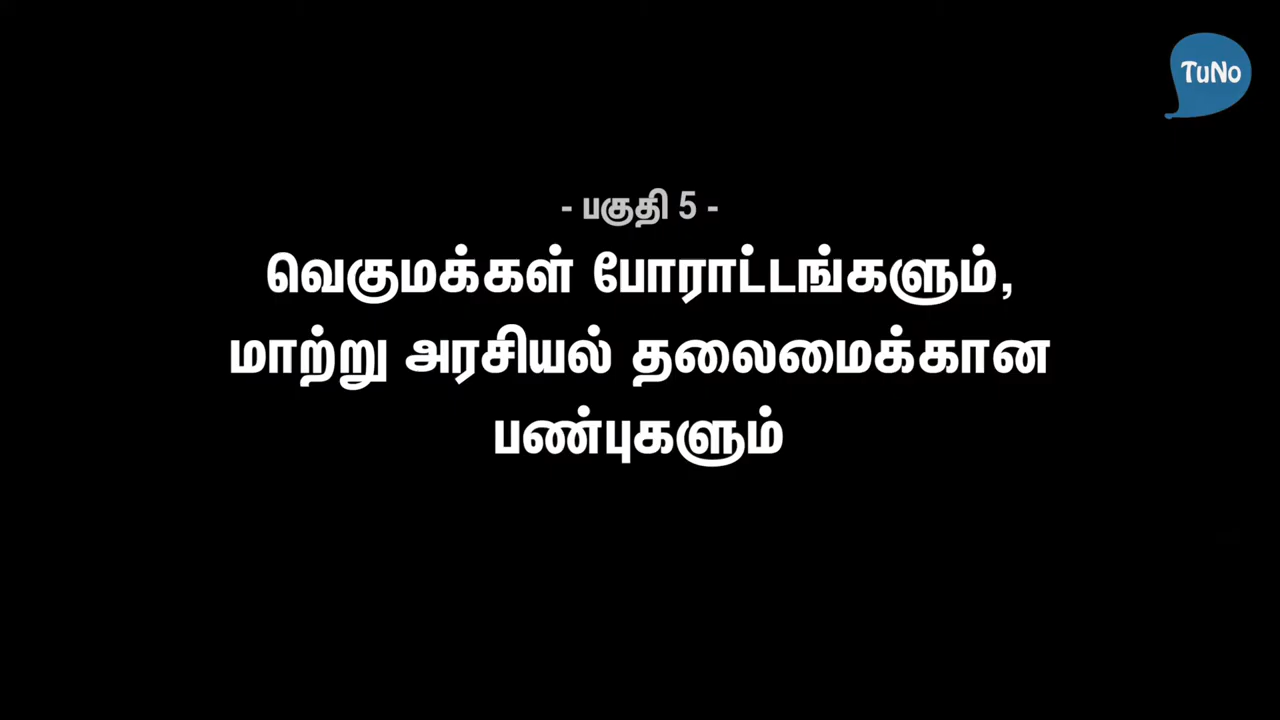 TuNo
- பகுதி 5 -
வெகுமக்கள் போராட்டங்களும்,
மாற்று அரசியல் தலைமைக்கான
பண்புகளும்